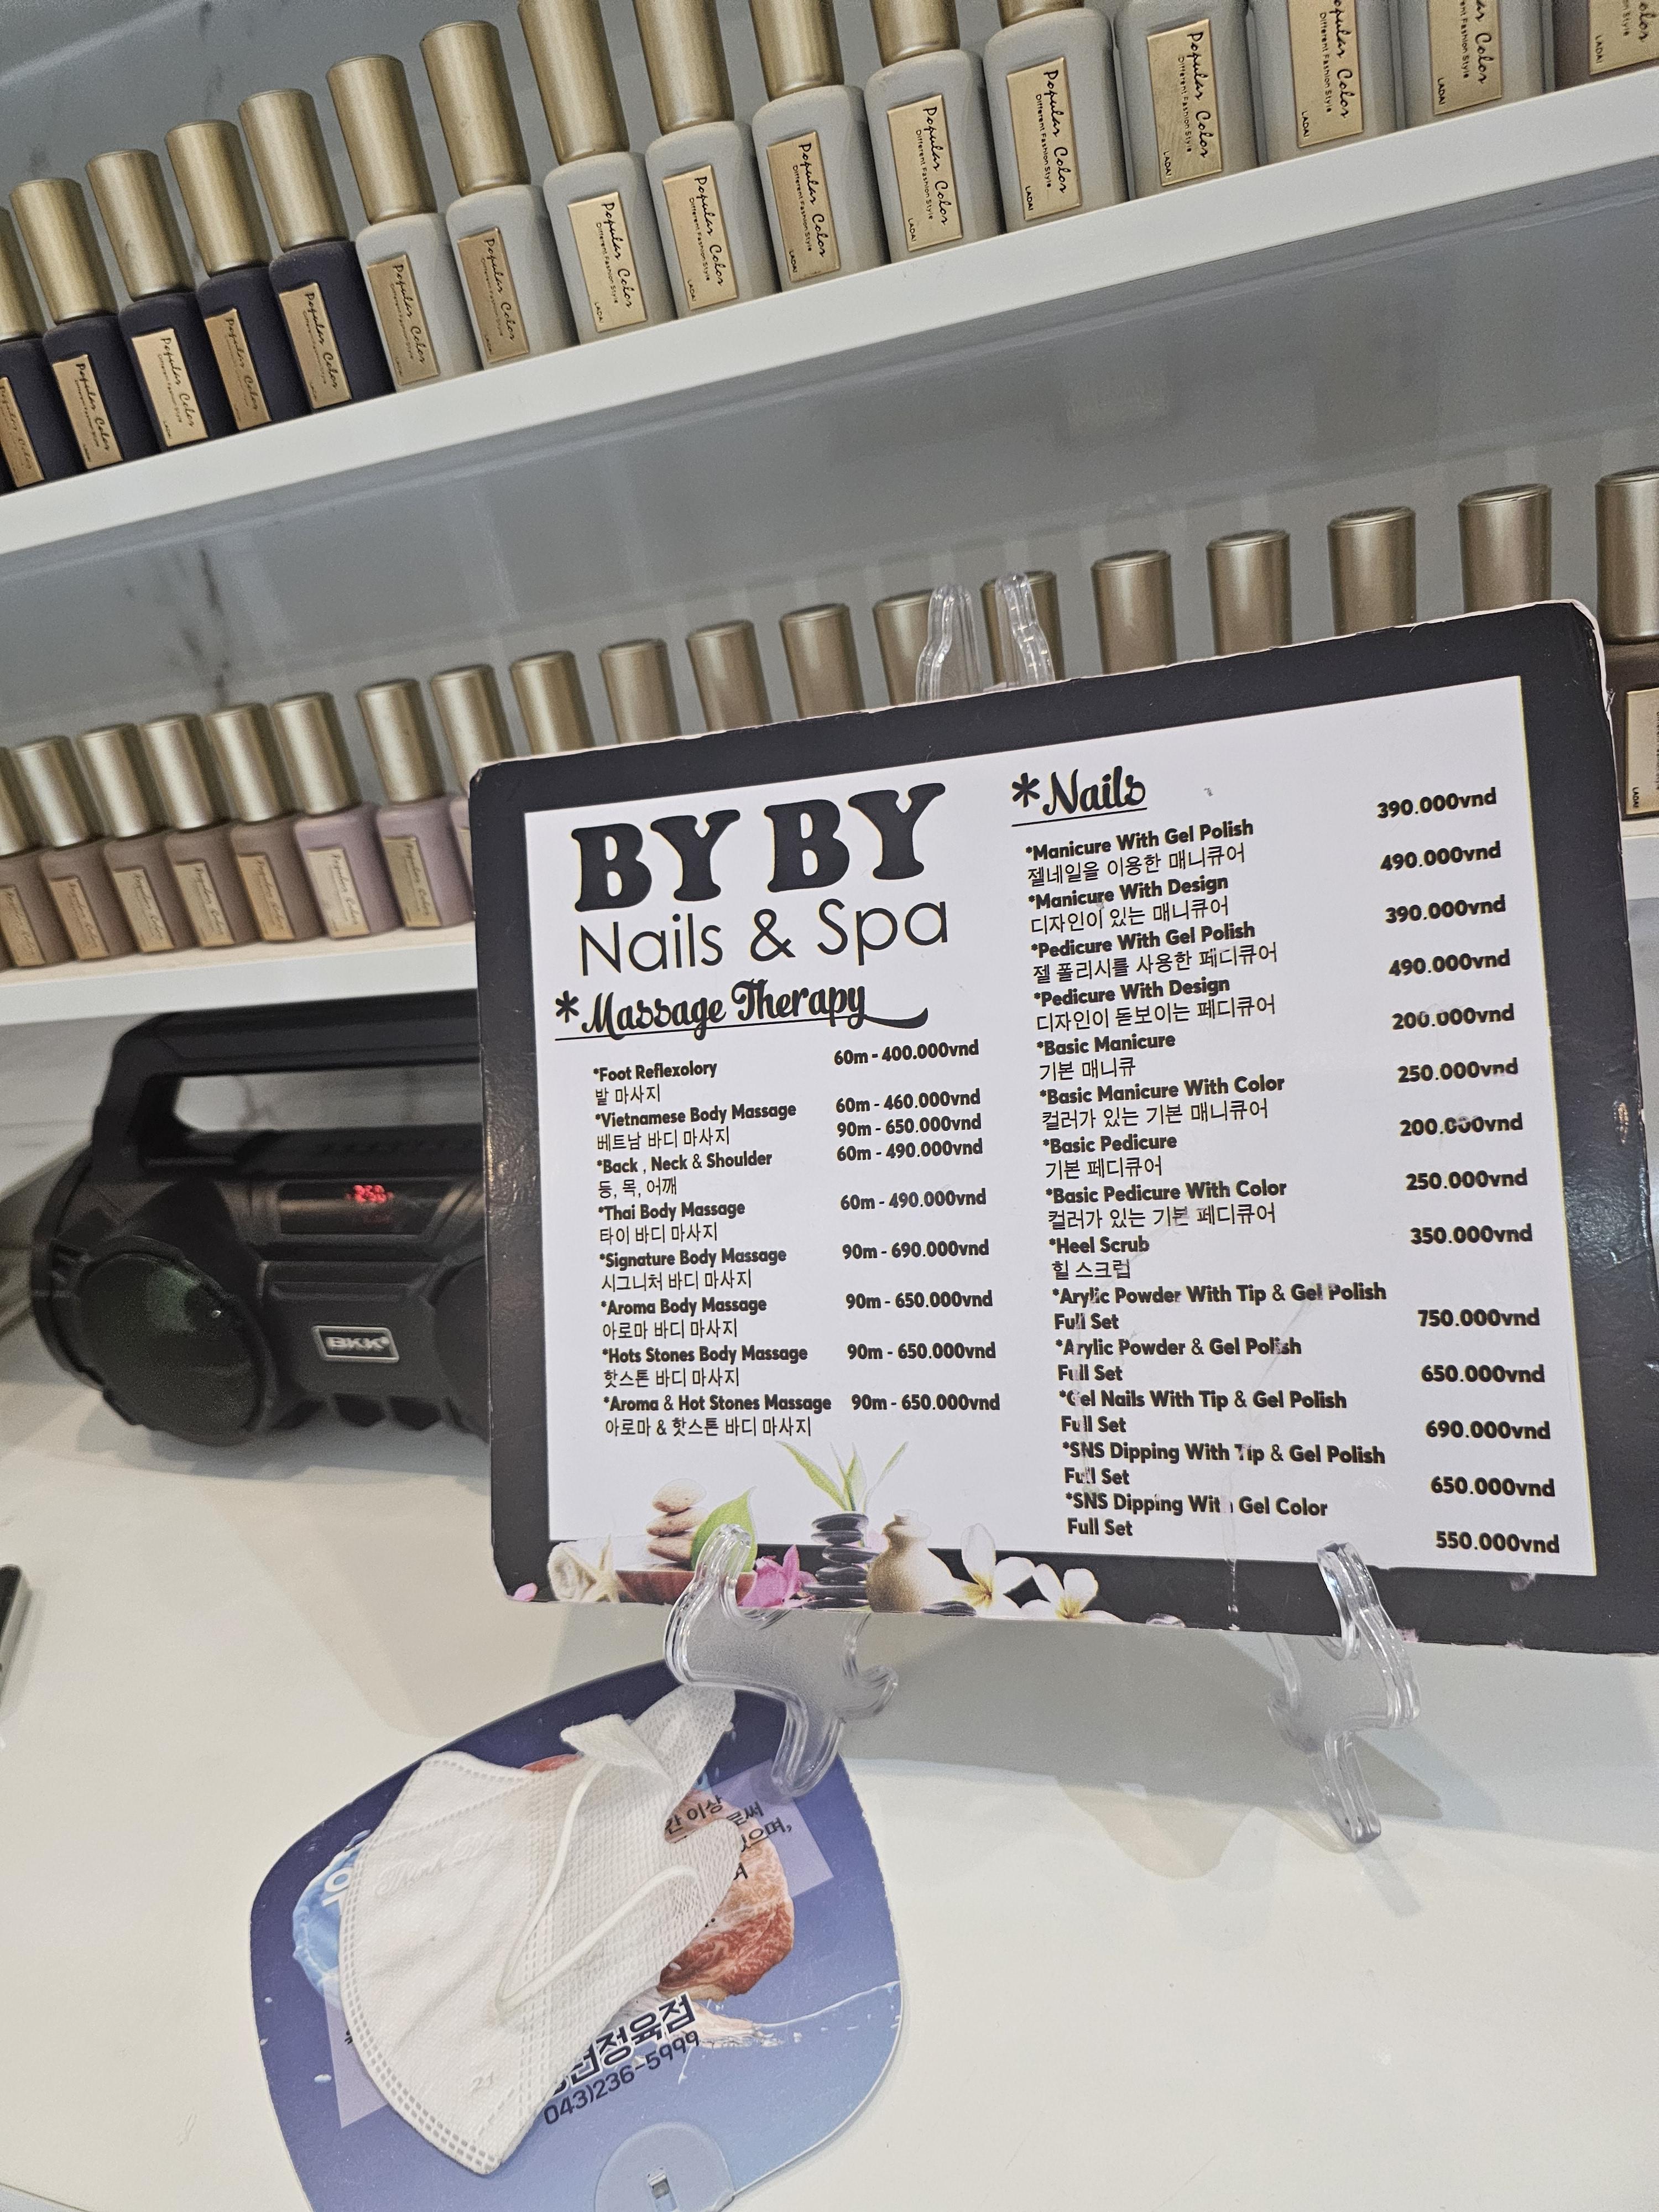 Popular Color
Different Fashion Style
LADAI
BY BY
Nails & Spa
*Massage Therapy
*Foot Reflexolory 60m - 400.000vnd
발 마사지
*Vietnamese Body Massage 60m - 460.000vnd
베트남 바디 마사지 90m - 650.000vnd
*Back , Neck & Shoulder 60m - 490.000vnd
등, 목, 어깨
*Thai Body Massage 60m - 490.000vnd
타이 바디 마사지
*Signature Body Massage 90m - 690.000vnd
시그니처 바디 마사지
*Aroma Body Massage 90m - 650.000vnd
아로마 바디 마사지
*Hots Stones Body Massage 90m - 650.000vnd
핫스톤 바디 마사지
*Aroma & Hot Stones Massage 90m - 650.000vnd
아로마 & 핫스톤 바디 마사지
*Nails
*Manicure With Gel Polish 390.000vnd
젤네일을 이용한 매니큐어
*Manicure With Design 490.000vnd
디자인이 있는 매니큐어
*Pedicure With Gel Polish 390.000vnd
젤 폴리시를 사용한 페디큐어
*Pedicure With Design 490.000vnd
디자인이 돋보이는 페디큐어
*Basic Manicure 200.000vnd
기본 매니큐
*Basic Manicure With Color 250.000vnd
컬러가 있는 기본 매니큐어
*Basic Pedicure 200.000vnd
기본 페디큐어
*Basic Pedicure With Color 250.000vnd
컬러가 있는 기본 페디큐어
*Heel Scrub 350.000vnd
힐 스크럽
*Arylic Powder With Tip & Gel Polish
Full Set 750.000vnd
*Arylic Powder & Gel Polish
Full Set 650.000vnd
*Gel Nails With Tip & Gel Polish
Full Set 690.000vnd
*SNS Dipping With Tip & Gel Polish
Full Set 650.000vnd
*SNS Dipping With Gel Color
Full Set 550.000vnd
BKK
이상
로써
으며,
정육점
043)236-5999